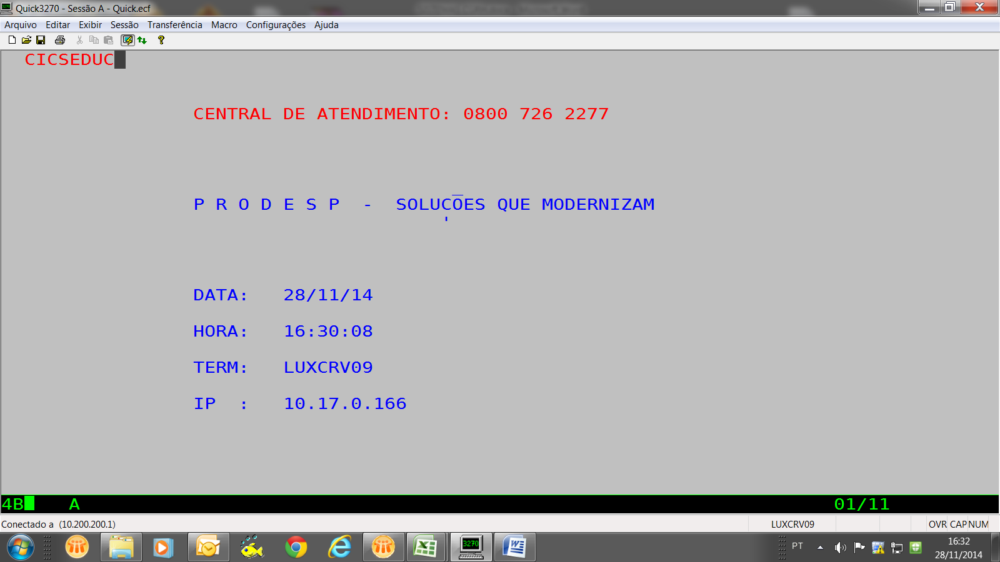 Quick3270 - Sessão A - Quick.ecf
Arquivo Editar Exibir Sessão Transferência Macro Configurações Ajuda
CICSEDUC
CENTRAL DE ATENDIMENTO: 0800 726 2277
P R O D E S P - SOLUCOES QUE MODERNIZAM
DATA: 28/11/14
HORA: 16:30:08
TERM: LUXCRV09
IP : 10.17.0.166
4B A 01/11
Conectado a (10.200.200.1) LUXCRV09 OVR CAP NUM
3270
PT 16:32
28/11/2014